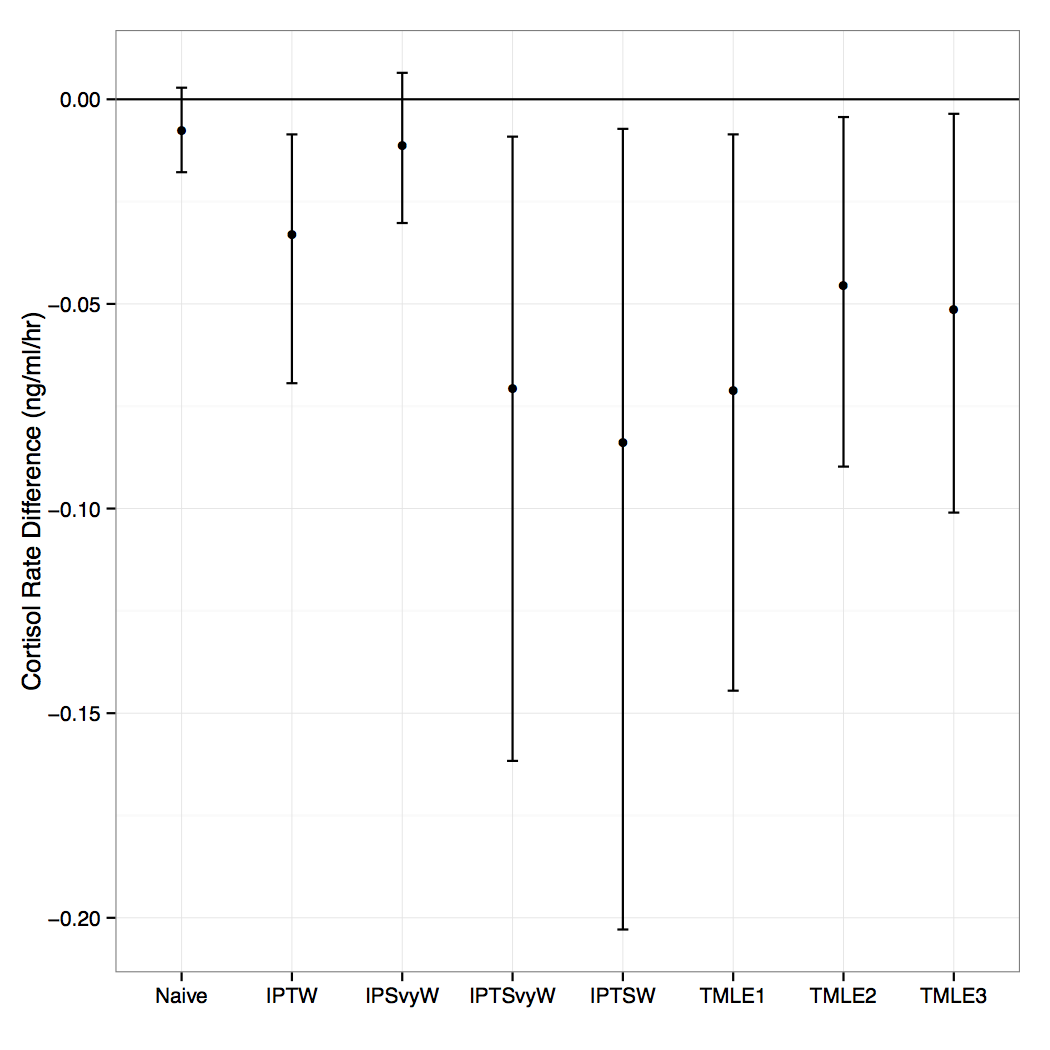 Cortisol Rate Difference (ng/ml/hr)
0.00
−0.05
−0.10
−0.15
−0.20
Naive IPTW IPSvyW IPTSvyW IPTSW TMLE1 TMLE2 TMLE3